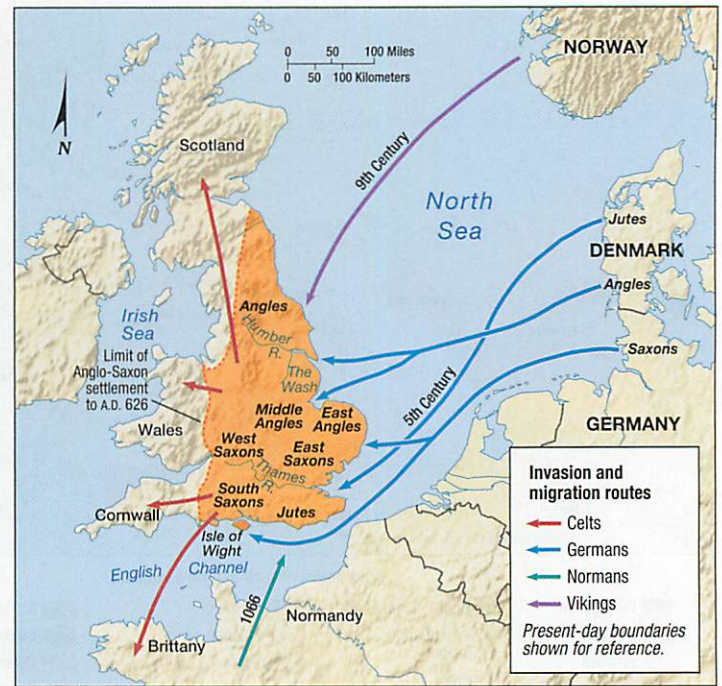 NORWAY
0 50 100 Miles
0 50 100 Kilometers
N
Scotland
9th Century
North
Sea
Jutes
DENMARK
Angles
Angles
Humber
R.
Irish
Sea
Saxons
The
Wash
Limit of
Anglo-Saxon
settlement
to A.D. 626
5th Century
Middle
Angles
East
Angles
GERMANY
Wales
West
Saxons
East
Saxons
Thames
R.
South
Saxons
Jutes
Cornwall
Isle of
Wight
English
Channel
1066
Normandy
Brittany
Invasion and
migration routes
Celts
Germans
Normans
Vikings
Present-day boundaries
shown for reference.